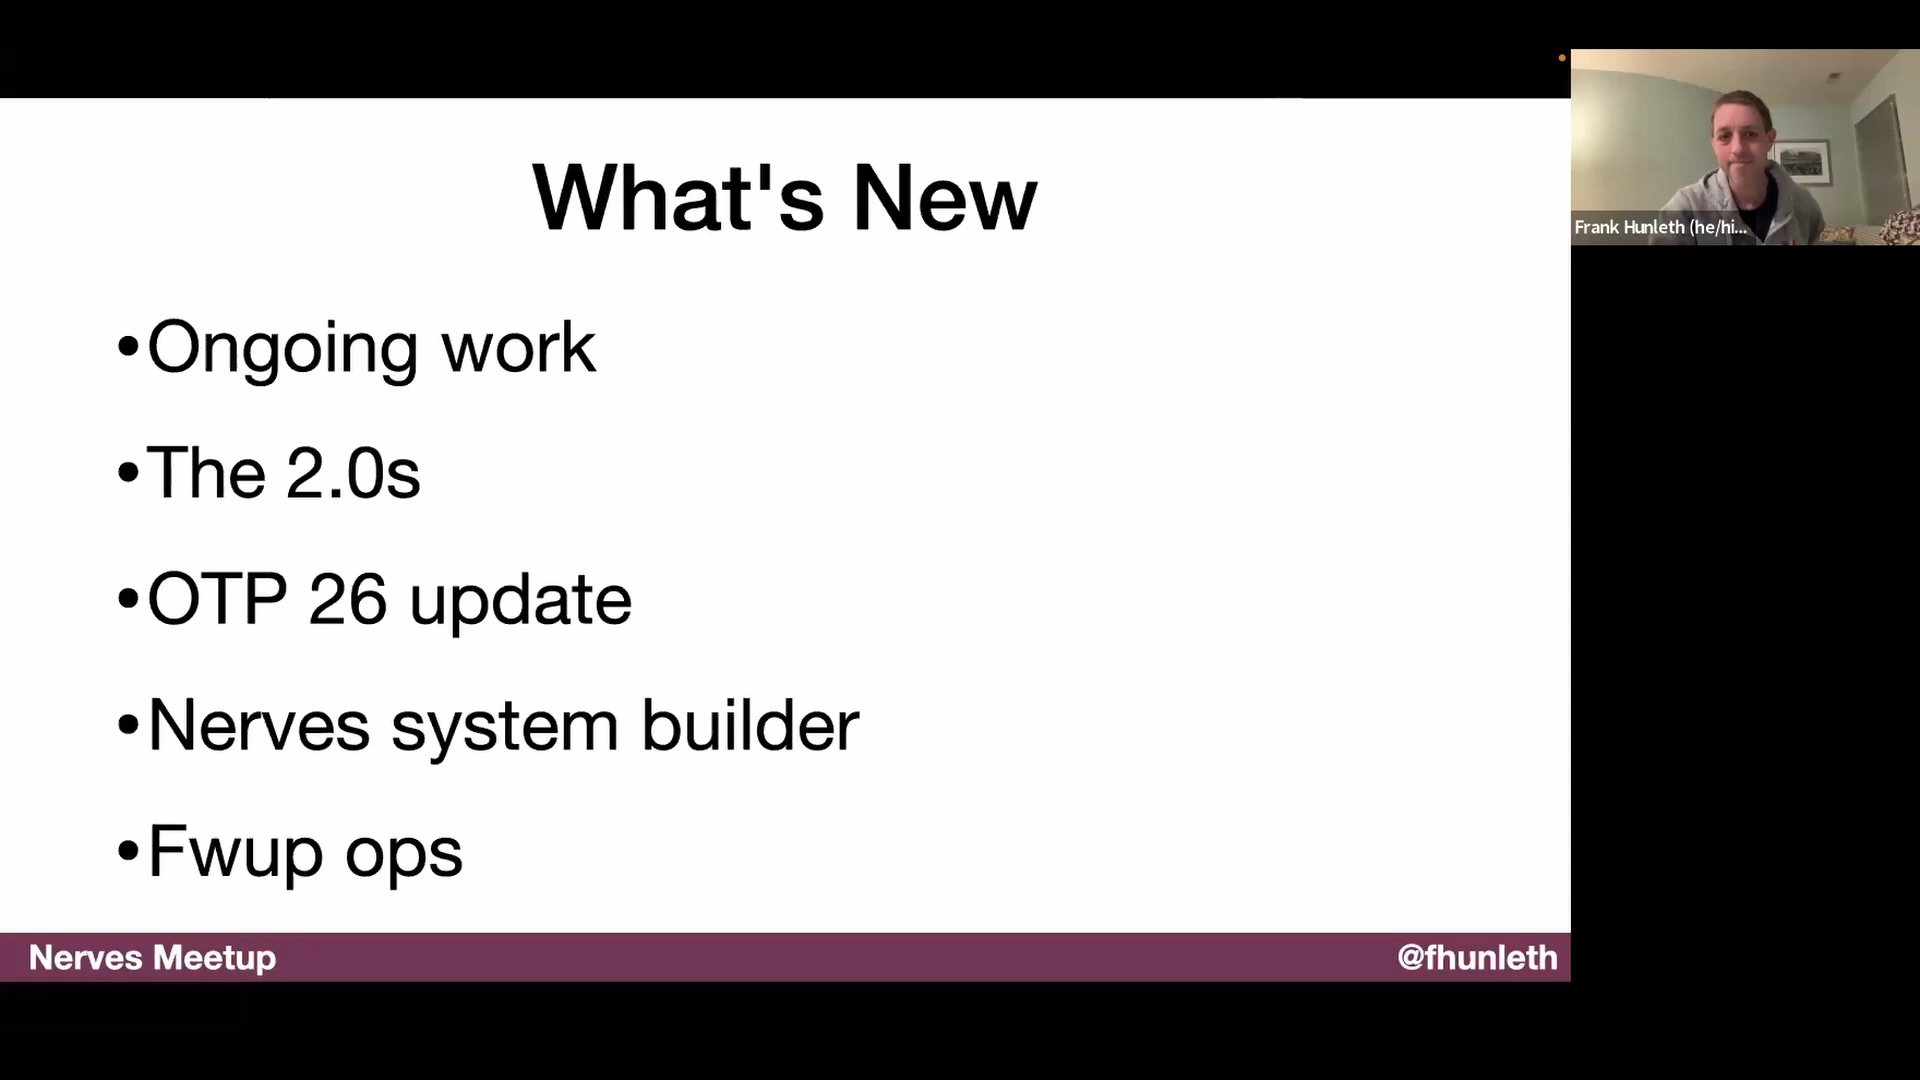 What's New
•Ongoing work
•The 2.0s
•OTP 26 update
•Nerves system builder
•Fwup ops
Nerves Meetup
@fhunleth
Frank Hunleth (he/hi...